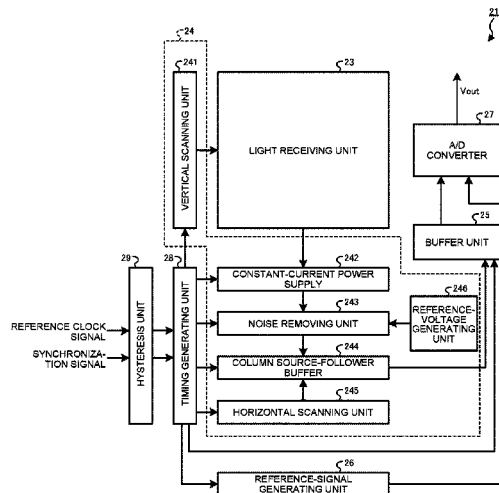 21
24
241
23
VERTICAL SCANNING UNIT
LIGHT RECEIVING UNIT
Vout
27
A/D
CONVERTER
25
BUFFER UNIT
29
28
242
CONSTANT-CURRENT POWER
SUPPLY
243
246
HYSTERESIS UNIT
TIMING GENERATING UNIT
NOISE REMOVING UNIT
REFERENCE-
VOLTAGE
GENERATING
UNIT
REFERENCE CLOCK
SIGNAL
SYNCHRONIZA-
TION SIGNAL
244
COLUMN SOURCE-FOLLOWER
BUFFER
245
HORIZONTAL SCANNING UNIT
26
REFERENCE-SIGNAL
GENERATING UNIT